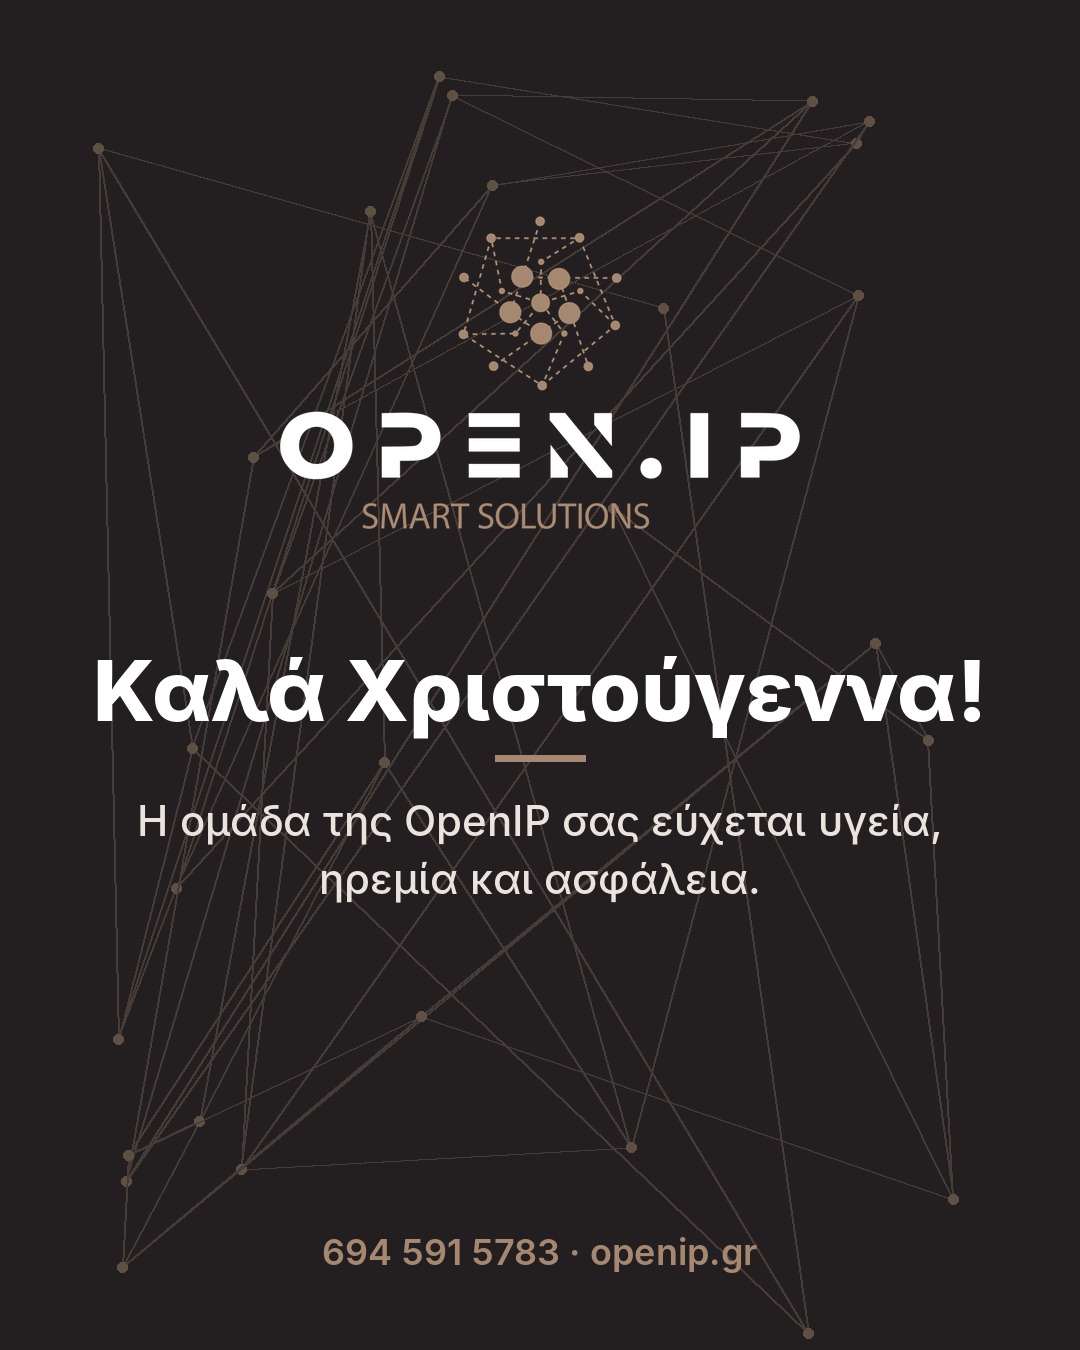 OPEN.IP
SMART SOLUTIONS
Καλά Χριστούγεννα!
Η ομάδα της OpenIP σας εύχεται υγεία,
ηρεμία και ασφάλεια.
694 591 5783 · openip.gr